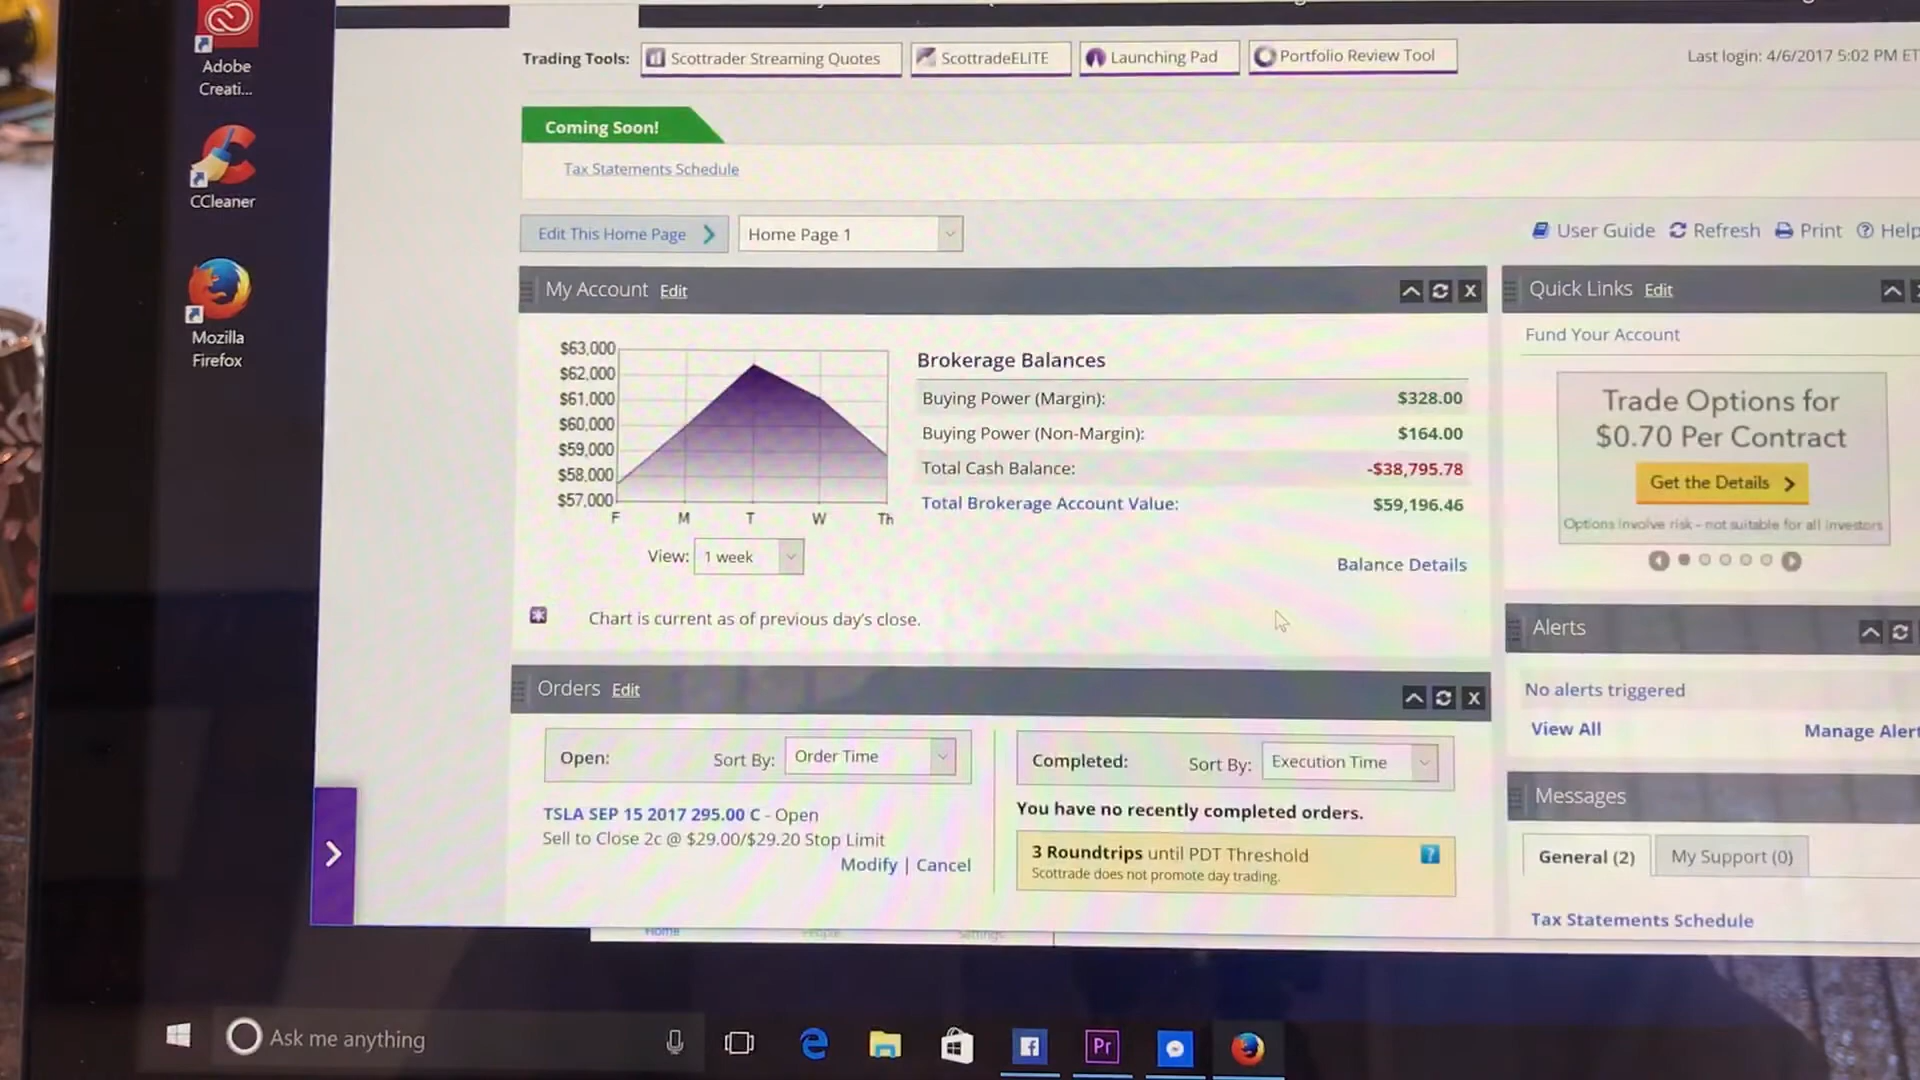 Adobe
Creati...
CCleaner
Mozilla
Firefox
Trading Tools:
Scottrader Streaming Quotes
ScottradeELITE
Launching Pad
Portfolio Review Tool
Last login: 4/6/2017 5:02 PM ET
Coming Soon!
Tax Statements Schedule
Edit This Home Page
Home Page 1
User Guide
Refresh
Print
Help
My Account Edit
$63,000
$62,000
$61,000
$60,000
$59,000
$58,000
$57,000
F M T W Th
View: 1 week
Chart is current as of previous day's close.
Brokerage Balances
Buying Power (Margin): $328.00
Buying Power (Non-Margin): $164.00
Total Cash Balance: -$38,795.78
Total Brokerage Account Value: $59,196.46
Balance Details
Quick Links Edit
Fund Your Account
Trade Options for
$0.70 Per Contract
Get the Details
Options involve risk - not suitable for all investors
Alerts
No alerts triggered
View All
Manage Alert
Messages
General (2)
My Support (0)
Tax Statements Schedule
Orders Edit
Open: Sort By: Order Time
TSLA SEP 15 2017 295.00 C - Open
Sell to Close 2c @ $29.00/$29.20 Stop Limit
Modify | Cancel
Completed: Sort By: Execution Time
You have no recently completed orders.
3 Roundtrips until PDT Threshold
Scottrade does not promote day trading.
?
Home
People
Settings
Ask me anything
Pr